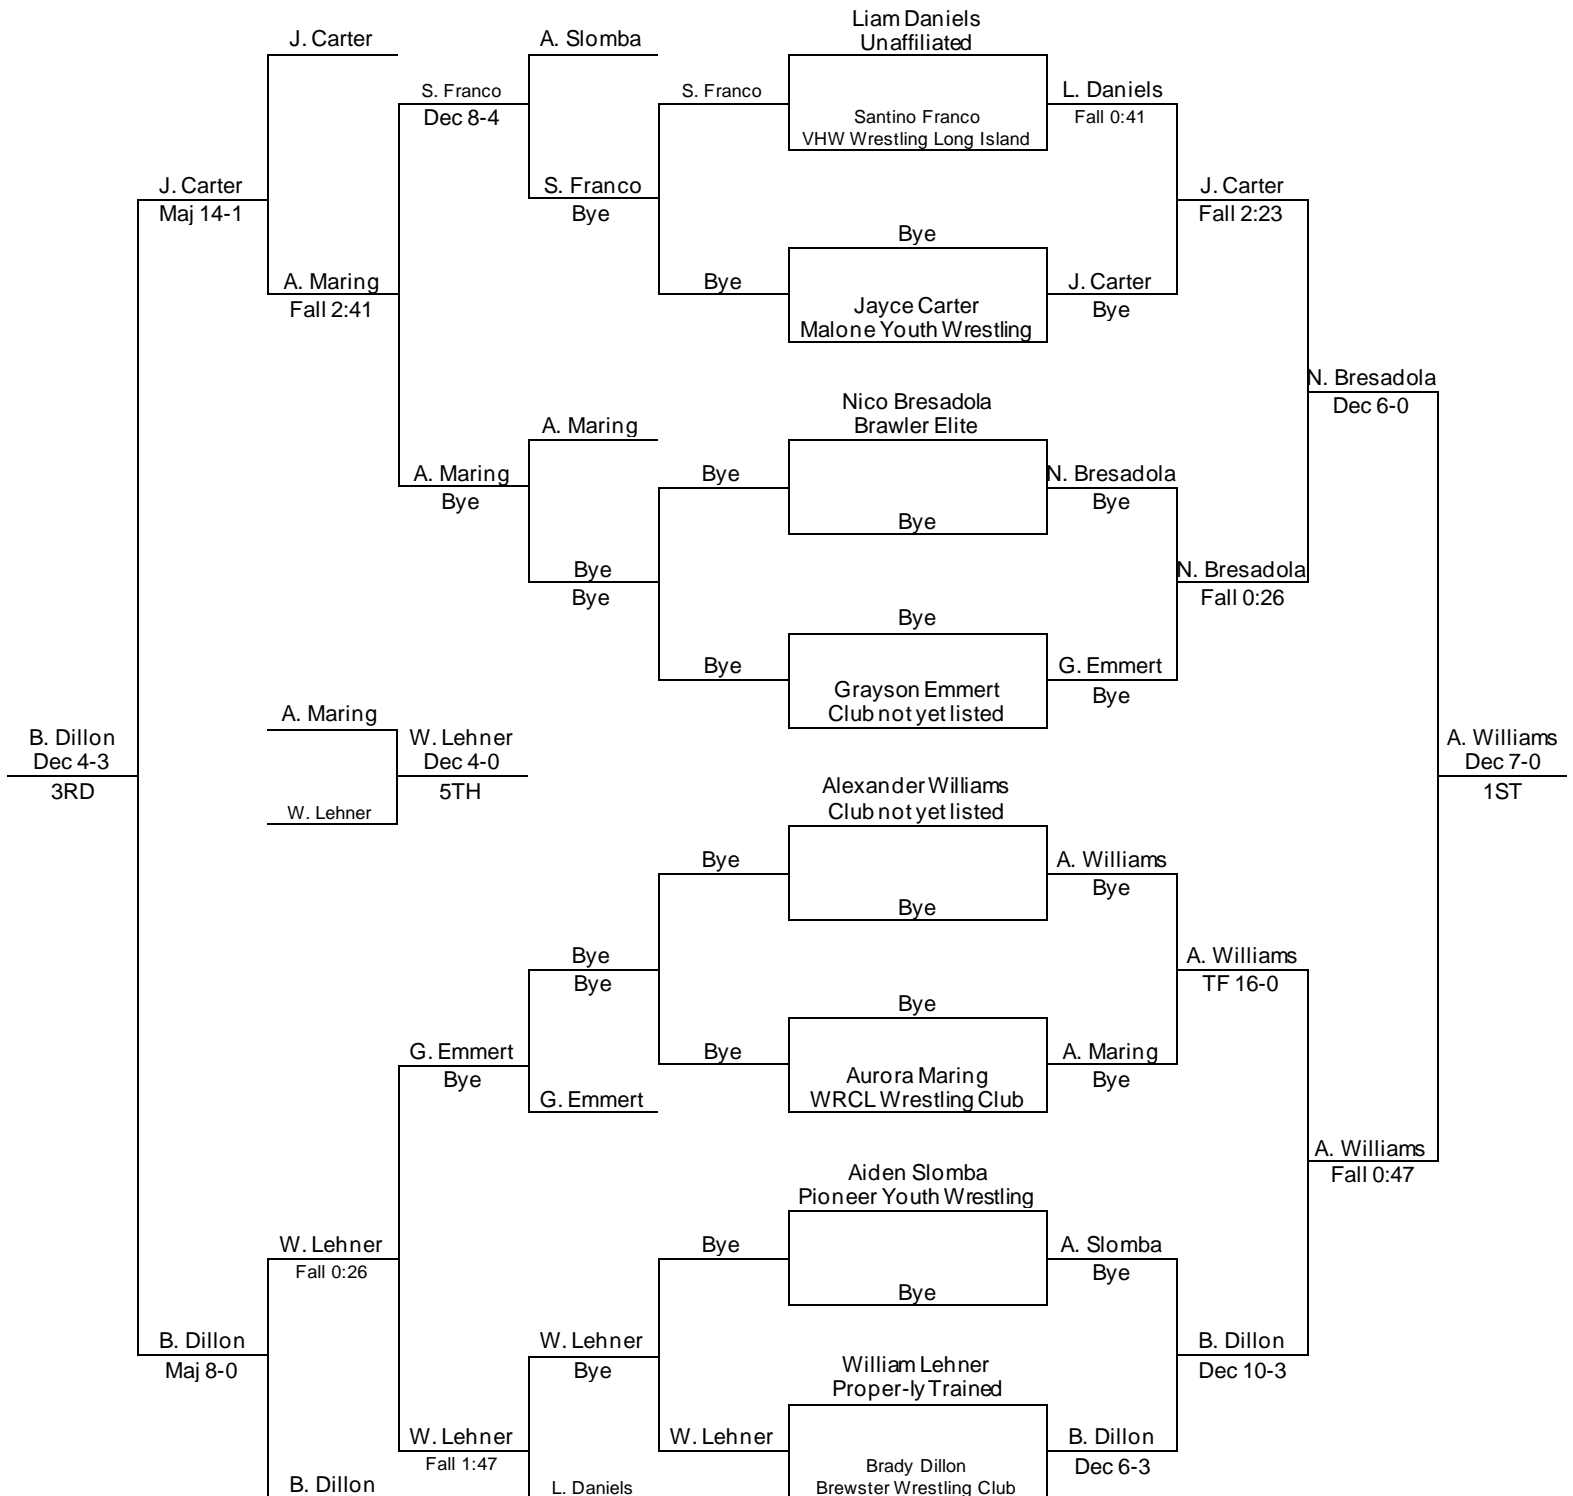 Liam Daniels
Unaffiliated
J. Carter
A. Slomba
S. Franco
Dec 8-4
S. Franco
Santino Franco
VHW Wrestling Long Island
L. Daniels
Fall 0:41
J. Carter
Maj 14-1
S. Franco
Bye
J. Carter
Fall 2:23
Bye
A. Maring
Fall 2:41
Bye
Jayce Carter
Malone Youth Wrestling
J. Carter
Bye
N. Bresadola
Dec 6-0
Nico Bresadola
Brawler Elite
A. Maring
A. Maring
Bye
Bye
Bye
N. Bresadola
Bye
Bye
Bye
N. Bresadola
Fall 0:26
Bye
Bye
Grayson Emmert
Club not yet listed
G. Emmert
Bye
A. Maring
B. Dillon
Dec 4-3
3RD
W. Lehner
Dec 4-0
5TH
W. Lehner
A. Williams
Dec 7-0
1ST
Alexander Williams
Club not yet listed
Bye
Bye
A. Williams
Bye
Bye
Bye
A. Williams
TF 16-0
Bye
G. Emmert
Bye
G. Emmert
Bye
Aurora Maring
WRCL Wrestling Club
A. Maring
Bye
A. Williams
Fall 0:47
Aiden Slomba
Pioneer Youth Wrestling
W. Lehner
Fall 0:26
Bye
Bye
A. Slomba
Bye
B. Dillon
Maj 8-0
W. Lehner
Bye
B. Dillon
Dec 10-3
William Lehner
Proper-ly Trained
W. Lehner
Fall 1:47
W. Lehner
Brady Dillon
Brewster Wrestling Club
B. Dillon
Dec 6-3
B. Dillon
L. Daniels